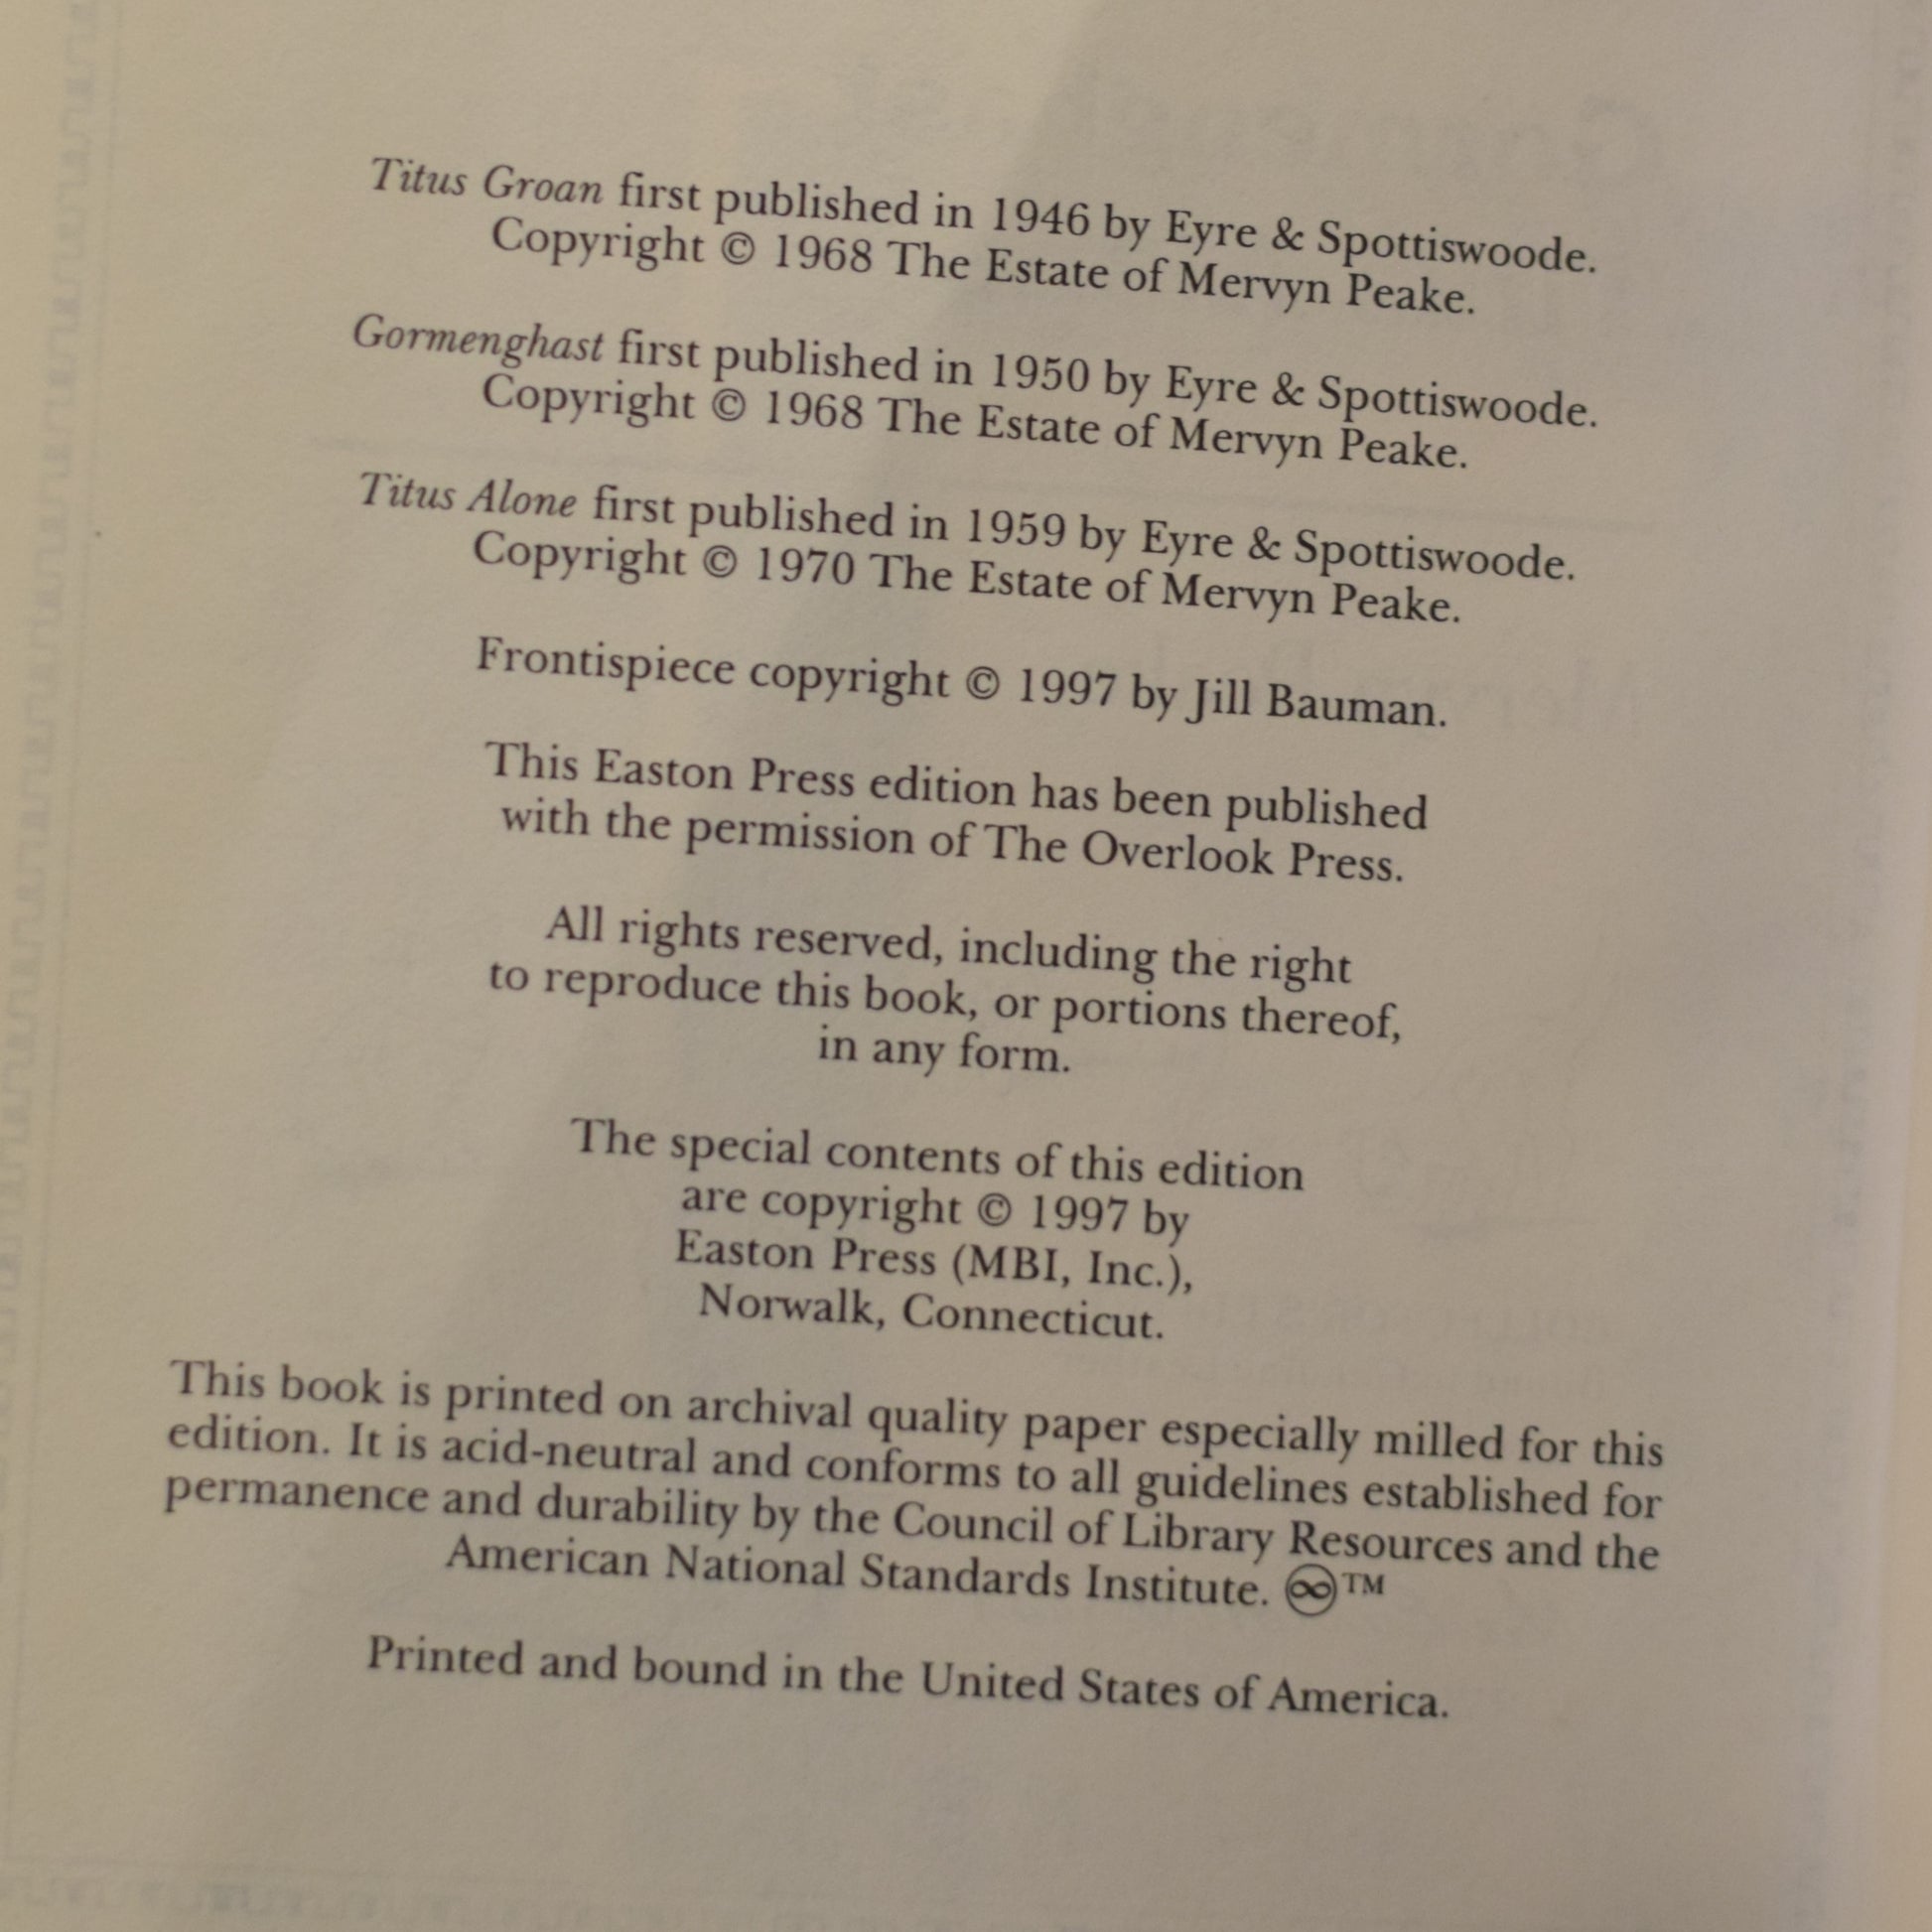 Titus Groan first published in 1946 by Eyre & Spottiswoode.
Copyright © 1968 The Estate of Mervyn Peake.
Gormenghast first published in 1950 by Eyre & Spottiswoode.
Copyright © 1968 The Estate of Mervyn Peake.
Titus Alone first published in 1959 by Eyre & Spottiswoode.
Copyright © 1970 The Estate of Mervyn Peake.
Frontispiece copyright © 1997 by Jill Bauman.
This Easton Press edition has been published
with the permission of The Overlook Press.
All rights reserved, including the right
to reproduce this book, or portions thereof,
in any form.
The special contents of this edition
are copyright © 1997 by
Easton Press (MBI, Inc.),
Norwalk, Connecticut.
This book is printed on archival quality paper especially milled for this
edition. It is acid-neutral and conforms to all guidelines established for
permanence and durability by the Council of Library Resources and the
American National Standards Institute. ♾™
Printed and bound in the United States of America.